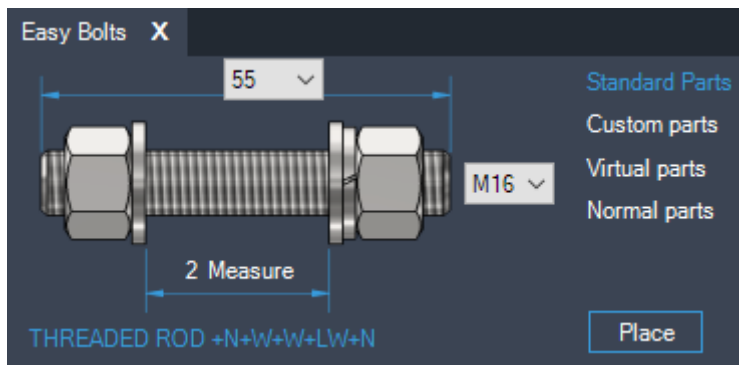 Easy Bolts X
55
Standard Parts
Custom parts
M16
Virtual parts
Normal parts
2 Measure
THREADED ROD +N+W+W+LW+N
Place